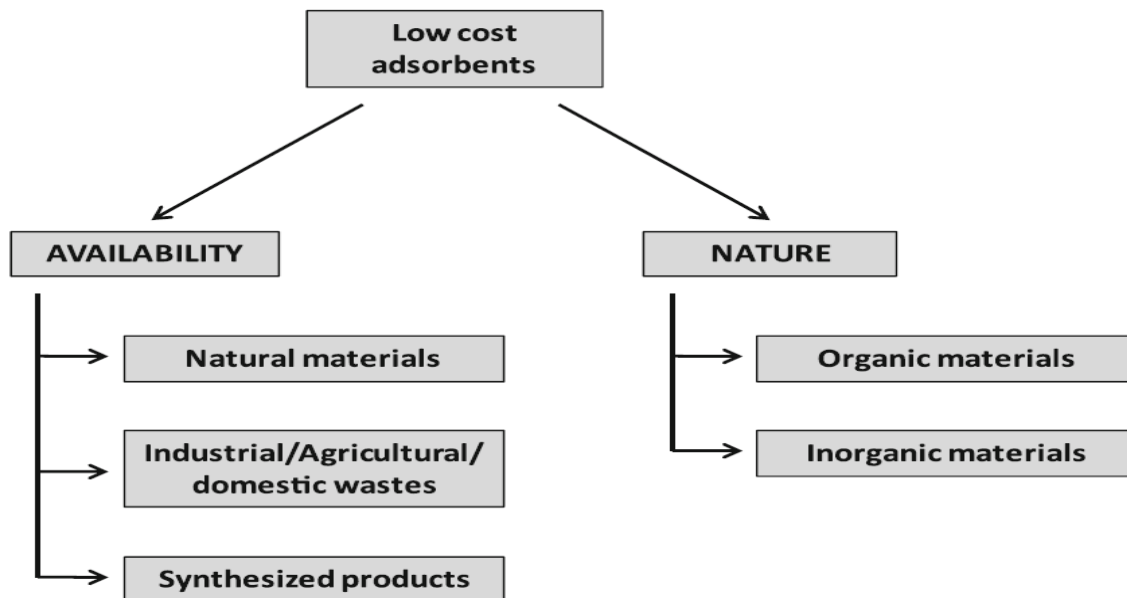 Low cost
adsorbents
AVAILABILITY
Natural materials
Industrial/Agricultural/
domestic wastes
Synthesized products
NATURE
Organic materials
Inorganic materials